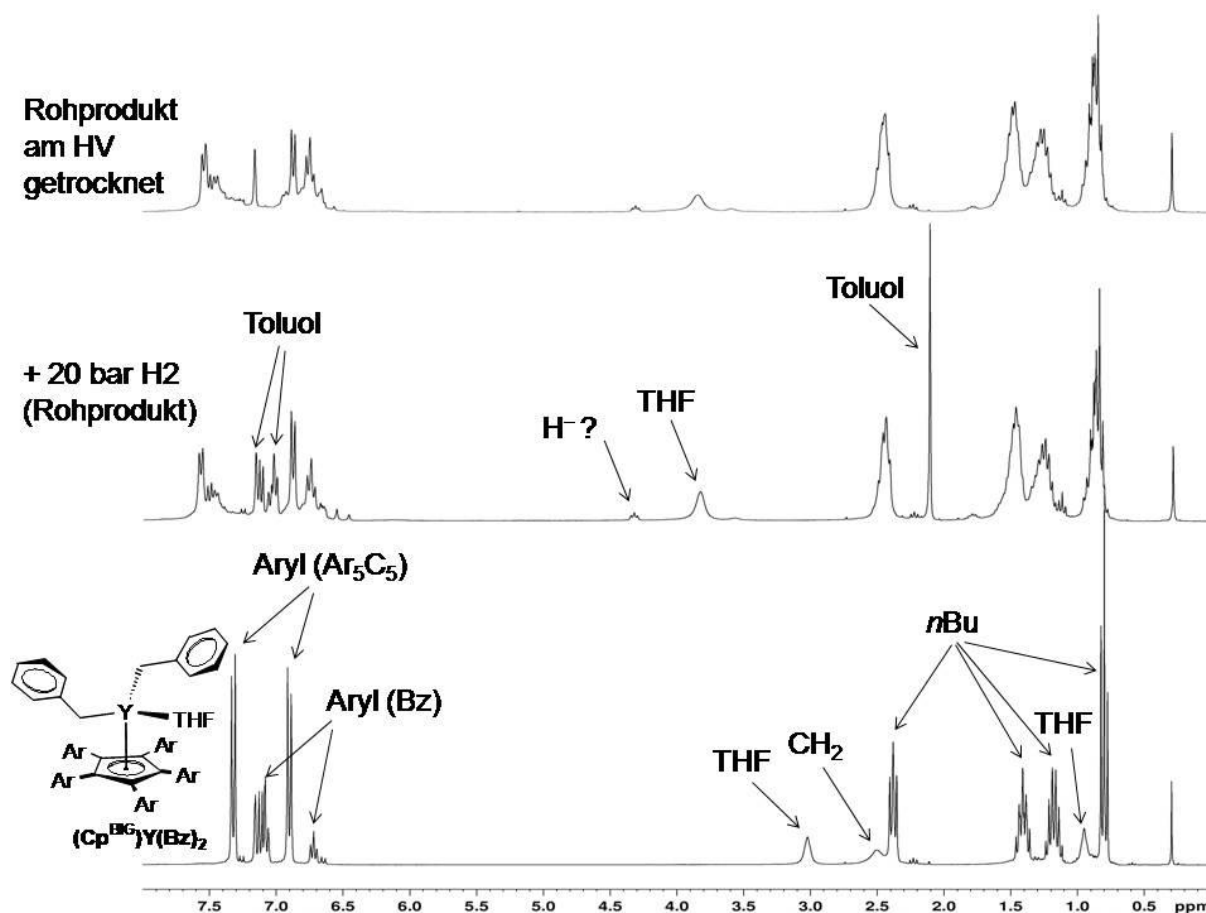 Rohprodukt
am HV
getrocknet
Toluol
Toluol
+ 20 bar H2
(Rohprodukt)
H⁻ ?
THF
Aryl (Ar₅C₅)
nBu
Aryl (Bz)
THF
CH₂
THF
Y
THF
Ar
Ar
Ar
Ar
Ar
(Cpᴮᴵᴳ)Y(Bz)₂
7.5 7.0 6.5 6.0 5.5 5.0 4.5 4.0 3.5 3.0 2.5 2.0 1.5 1.0 0.5 ppm